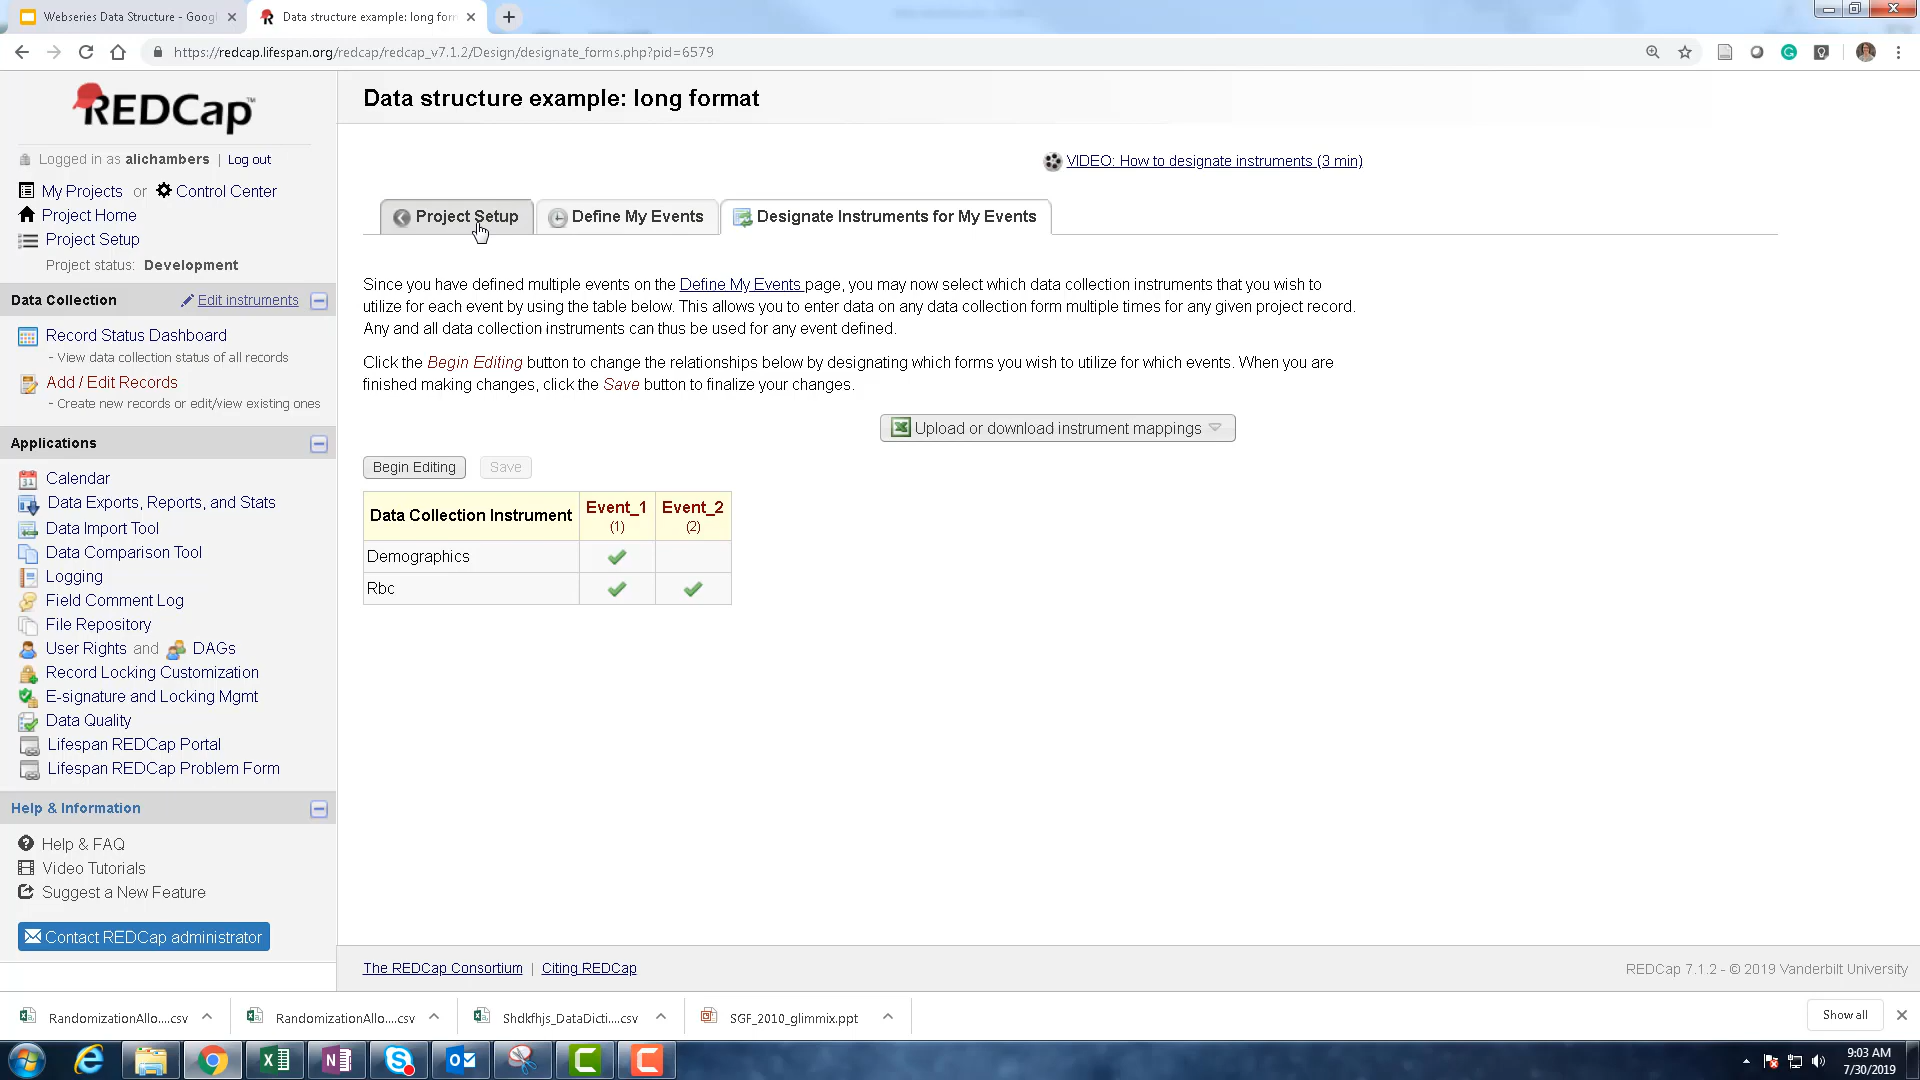 Webseries Data Structure - Goog
Data structure example: long form
https://redcap.lifespan.org/redcap/redcap_v7.1.2/Design/designate_forms.php?pid=6579
REDCap
Data structure example: long format
Logged in as alichambers | Log out
My Projects or Control Center
Project Home
Project Setup
Project status: Development
Data Collection Edit instruments
Record Status Dashboard
- View data collection status of all records
Add / Edit Records
- Create new records or edit/view existing ones
Applications
Calendar
Data Exports, Reports, and Stats
Data Import Tool
Data Comparison Tool
Logging
Field Comment Log
File Repository
User Rights and DAGs
Record Locking Customization
E-signature and Locking Mgmt
Data Quality
Lifespan REDCap Portal
Lifespan REDCap Problem Form
Help & Information
Help & FAQ
Video Tutorials
Suggest a New Feature
Contact REDCap administrator
VIDEO: How to designate instruments (3 min)
Project Setup Define My Events Designate Instruments for My Events
Since you have defined multiple events on the Define My Events page, you may now select which data collection instruments that you wish to
utilize for each event by using the table below. This allows you to enter data on any data collection form multiple times for any given project record.
Any and all data collection instruments can thus be used for any event defined.
Click the Begin Editing button to change the relationships below by designating which forms you wish to utilize for which events. When you are
finished making changes, click the Save button to finalize your changes.
Upload or download instrument mappings
Begin Editing Save
Data Collection Instrument Event_1 (1) Event_2 (2)
Demographics
Rbc
The REDCap Consortium | Citing REDCap
REDCap 7.1.2 - © 2019 Vanderbilt University
RandomizationAllo....csv RandomizationAllo....csv Shdkfhjs_DataDicti....csv SGF_2010_glimmix.ppt Show all
9:03 AM
7/30/2019